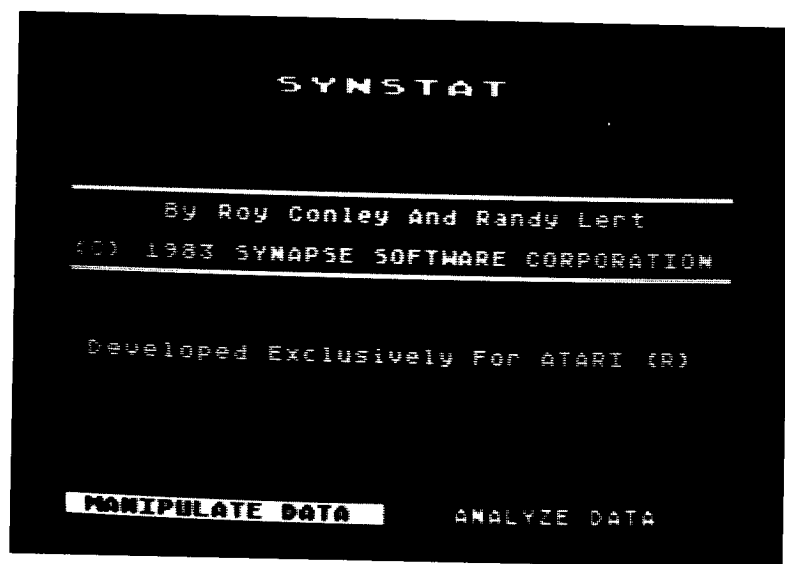 SYNSTAT
By Roy Conley And Randy Lert
(C) 1983 SYNAPSE SOFTWARE CORPORATION
Developed Exclusively For ATARI (R)
MANIPULATE DATA ANALYZE DATA